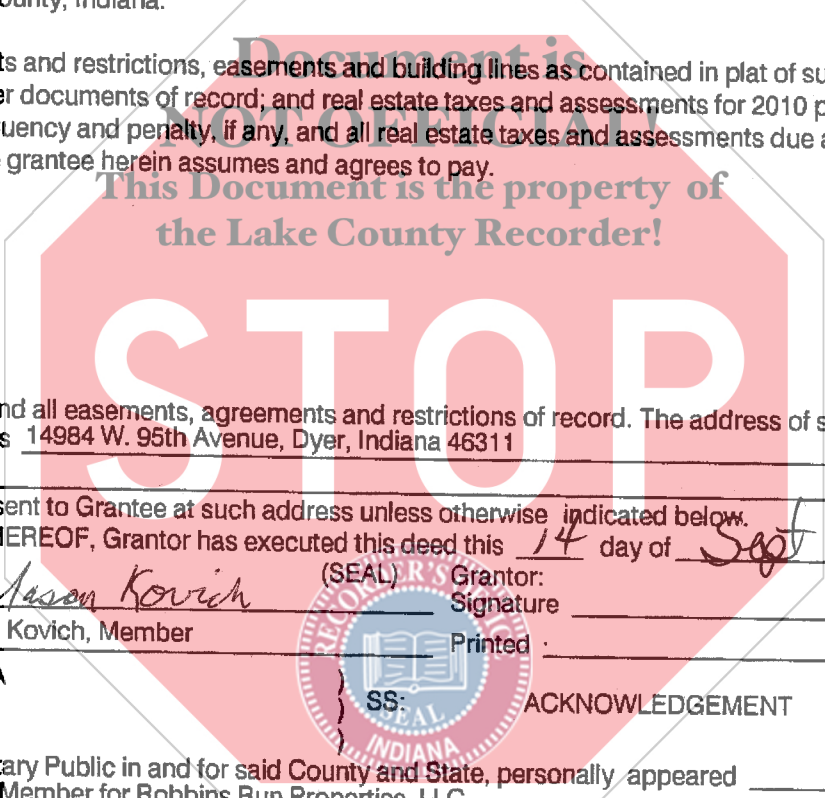 ounty, Indiana.
Document is
ts and restrictions, easements and building lines as contained in plat of su
er documents of record; and real estate taxes and assessments for 2010 p
NOT OFFICIAL!
uency and penalty, if any, and all real estate taxes and assessments due a
grantee herein assumes and agrees to pay.
This Document is the property of
the Lake County Recorder!
STOP
nd all easements, agreements and restrictions of record. The address of s
s 14984 W. 95th Avenue, Dyer, Indiana 46311
sent to Grantee at such address unless otherwise indicated below.
HEREOF, Grantor has executed this deed this 14 day of Sept
(SEAL) Grantor:
Jason Kovich Signature
Kovich, Member Printed
A
) SS: ACKNOWLEDGEMENT
)
)
RECORDER'S
SEAL
INDIANA
tary Public in and for said County and State, personally appeared
Member for Robbins Run Properties, LLC